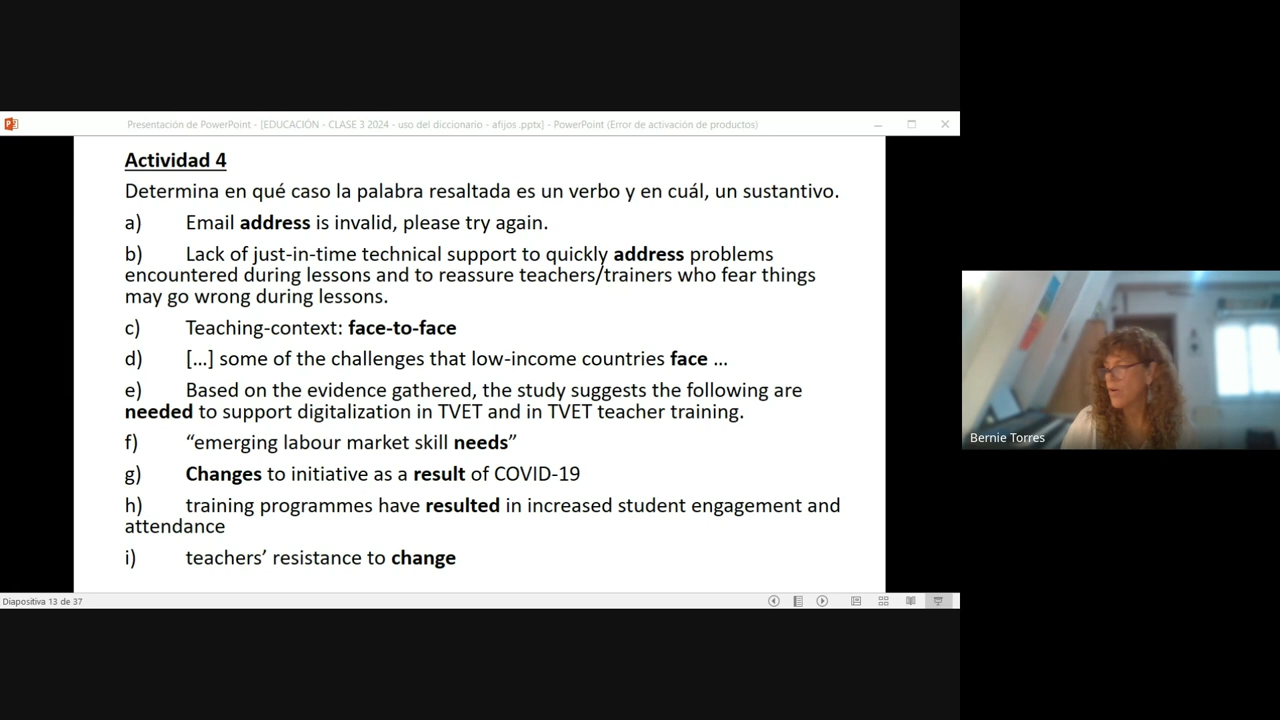 Presentación de PowerPoint - [EDUCACIÓN - CLASE 3 2024 - uso del diccionario - afijos .pptx] - PowerPoint (Error de activación de productos)
Actividad 4
Determina en qué caso la palabra resaltada es un verbo y en cuál, un sustantivo.
a) Email address is invalid, please try again.
b) Lack of just-in-time technical support to quickly address problems
encountered during lessons and to reassure teachers/trainers who fear things
may go wrong during lessons.
c) Teaching-context: face-to-face
d) […] some of the challenges that low-income countries face …
e) Based on the evidence gathered, the study suggests the following are
needed to support digitalization in TVET and in TVET teacher training.
f) “emerging labour market skill needs”
g) Changes to initiative as a result of COVID-19
h) training programmes have resulted in increased student engagement and
attendance
i) teachers’ resistance to change
Diapositiva 13 de 37
Bernie Torres